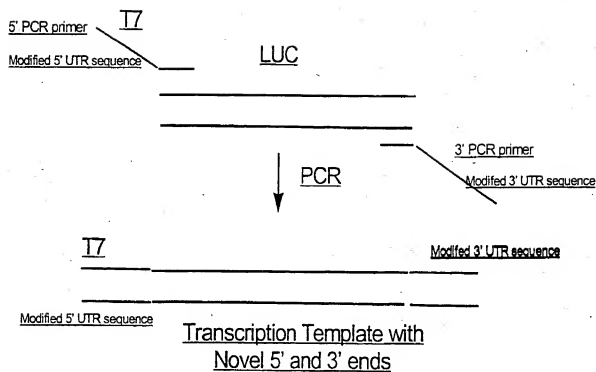 T7
5' PCR primer
Modified 5' UTR sequence
LUC
3' PCR primer
Modifed 3' UTR sequence
PCR
T7
Modifed 3' UTR sequence
Modified 5' UTR sequence
Transcription Template with
Novel 5' and 3' ends